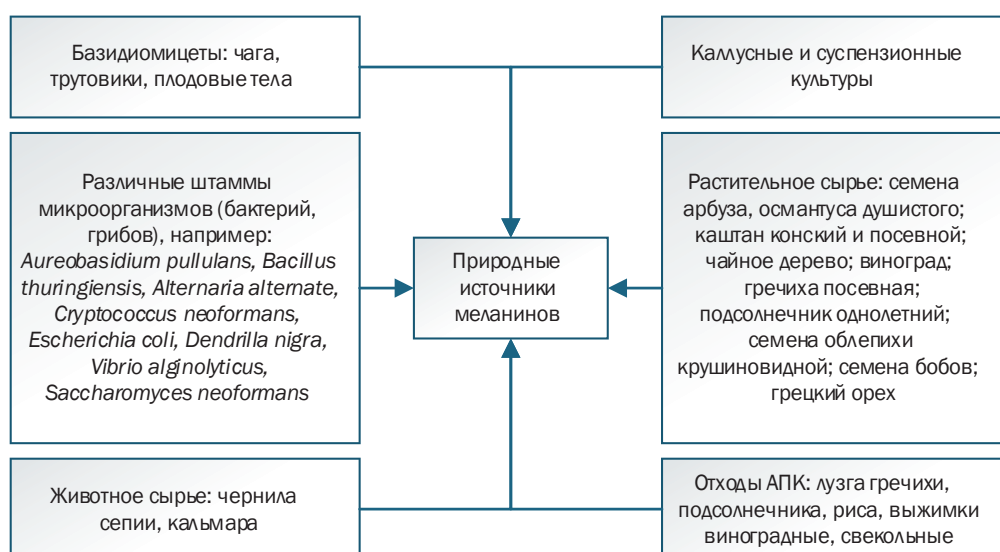 Базидиомицеты: чага,
трутовики, плодовые тела
Каллусные и суспензионные
культуры
Различные штаммы
микроорганизмов (бактерий,
грибов), например:
Aureobasidium pullulans, Bacillus
thuringiensis, Alternaria alternate,
Cryptococcus neoformans,
Escherichia coli, Dendrilla nigra,
Vibrio alginolyticus,
Saccharomyces neoformans
Природные
источники
меланинов
Растительное сырье: семена
арбуза, османтуса душистого;
каштан конский и посевной;
чайное дерево; виноград;
гречиха посевная;
подсолнечник однолетний;
семена облепихи
крушиновидной; семена бобов;
грецкий орех
Животное сырье: чернила
сепии, кальмара
Отходы АПК: лузга гречихи,
подсолнечника, риса, выжимки
виноградные, свекольные